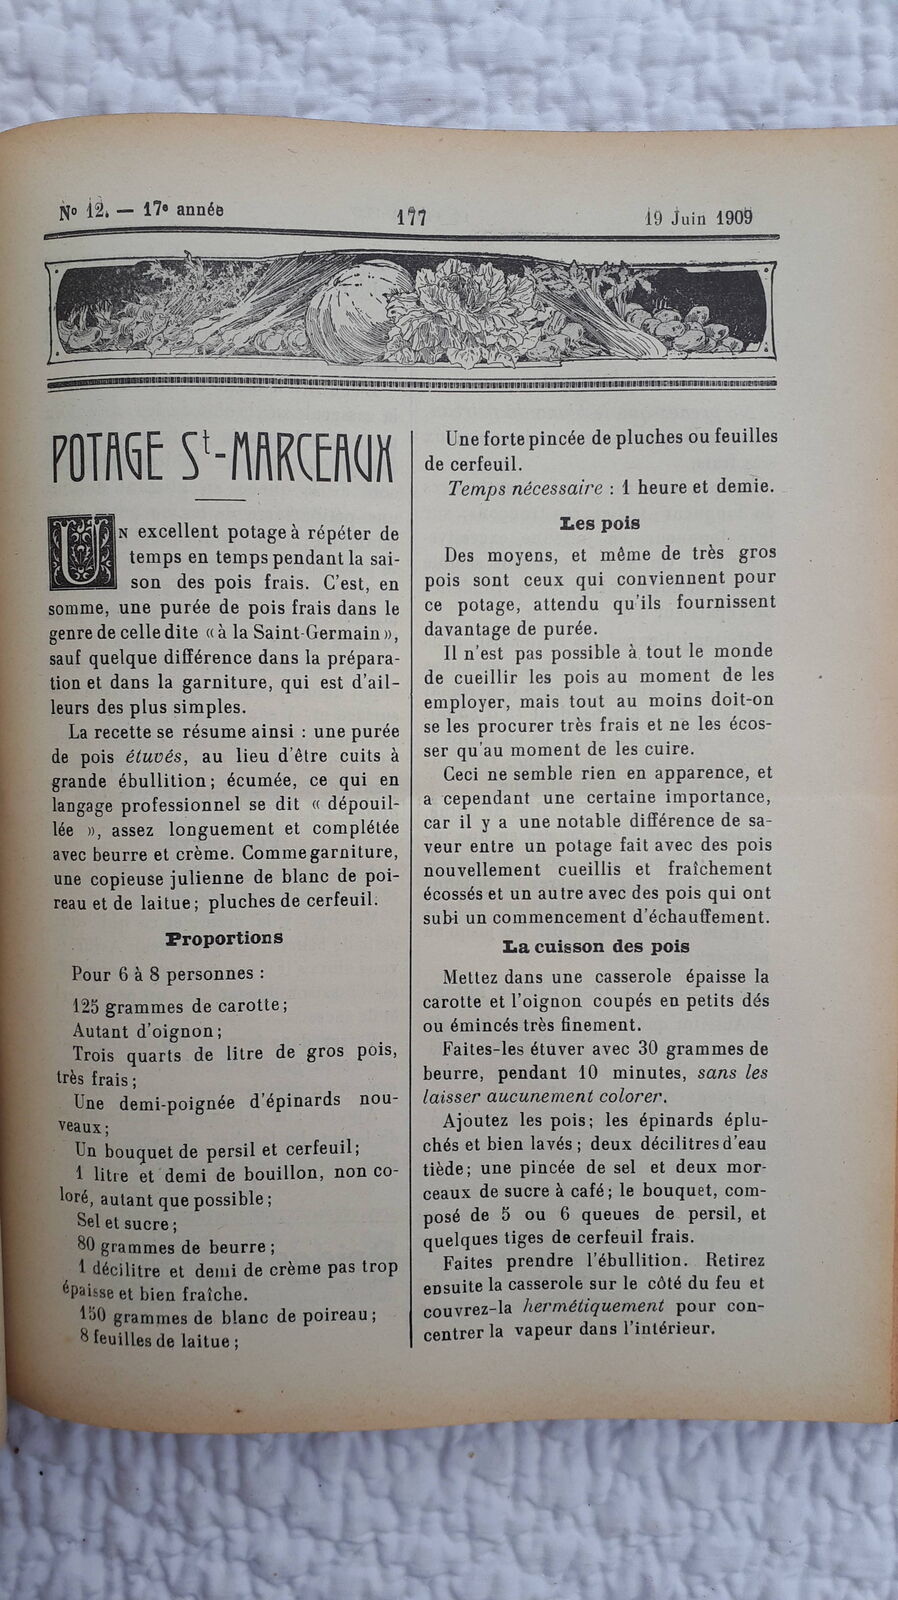 No 12. — 17e année
177
19 Juin 1909
POTAGE St-MARCEAUX
UN excellent potage à répéter de
temps en temps pendant la sai-
son des pois frais. C'est, en
somme, une purée de pois frais dans le
genre de celle dite « à la Saint-Germain »,
sauf quelque différence dans la prépara-
tion et dans la garniture, qui est d'ail-
leurs des plus simples.
La recette se résume ainsi : une purée
de pois étuvés, au lieu d'être cuits à
grande ébullition ; écumée, ce qui en
langage professionnel se dit « dépouil-
lée », assez longuement et complétée
avec beurre et crème. Comme garniture,
une copieuse julienne de blanc de poi-
reau et de laitue ; pluches de cerfeuil.
Proportions
Pour 6 à 8 personnes :
125 grammes de carotte ;
Autant d'oignon ;
Trois quarts de litre de gros pois,
très frais ;
Une demi-poignée d'épinards nou-
veaux ;
Un bouquet de persil et cerfeuil ;
1 litre et demi de bouillon, non co-
loré, autant que possible ;
Sel et sucre ;
80 grammes de beurre ;
1 décilitre et demi de crème pas trop
épaisse et bien fraîche.
150 grammes de blanc de poireau ;
8 feuilles de laitue ;
Une forte pincée de pluches ou feuilles
de cerfeuil.
Temps nécessaire : 1 heure et demie.
Les pois
Des moyens, et même de très gros
pois sont ceux qui conviennent pour
ce potage, attendu qu'ils fournissent
davantage de purée.
Il n'est pas possible à tout le monde
de cueillir les pois au moment de les
employer, mais tout au moins doit-on
se les procurer très frais et ne les écos-
ser qu'au moment de les cuire.
Ceci ne semble rien en apparence, et
a cependant une certaine importance,
car il y a une notable différence de sa-
veur entre un potage fait avec des pois
nouvellement cueillis et fraîchement
écossés et un autre avec des pois qui ont
subi un commencement d'échauffement.
La cuisson des pois
Mettez dans une casserole épaisse la
carotte et l'oignon coupés en petits dés
ou émincés très finement.
Faites-les étuver avec 30 grammes de
beurre, pendant 10 minutes, sans les
laisser aucunement colorer.
Ajoutez les pois ; les épinards éplu-
chés et bien lavés ; deux décilitres d'eau
tiède ; une pincée de sel et deux mor-
ceaux de sucre à café ; le bouquet, com-
posé de 5 ou 6 queues de persil, et
quelques tiges de cerfeuil frais.
Faites prendre l'ébullition. Retirez
ensuite la casserole sur le côté du feu et
couvrez-la hermétiquement pour con-
centrer la vapeur dans l'intérieur.